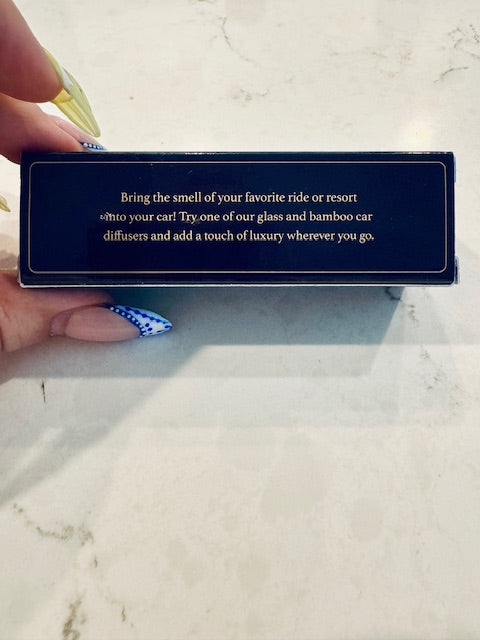 Bring the smell of your favorite ride or resort
into your car! Try one of our glass and bamboo car
diffusers and add a touch of luxury wherever you go.